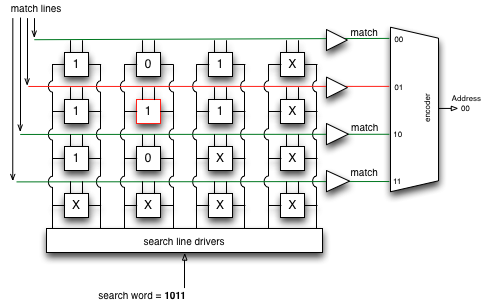 match lines
match
00
1 0 1 X
match
01
Address
00
encoder
1 1 1 X
match
10
1 0 X X
match
11
X X X X
search line drivers
search word = 1011